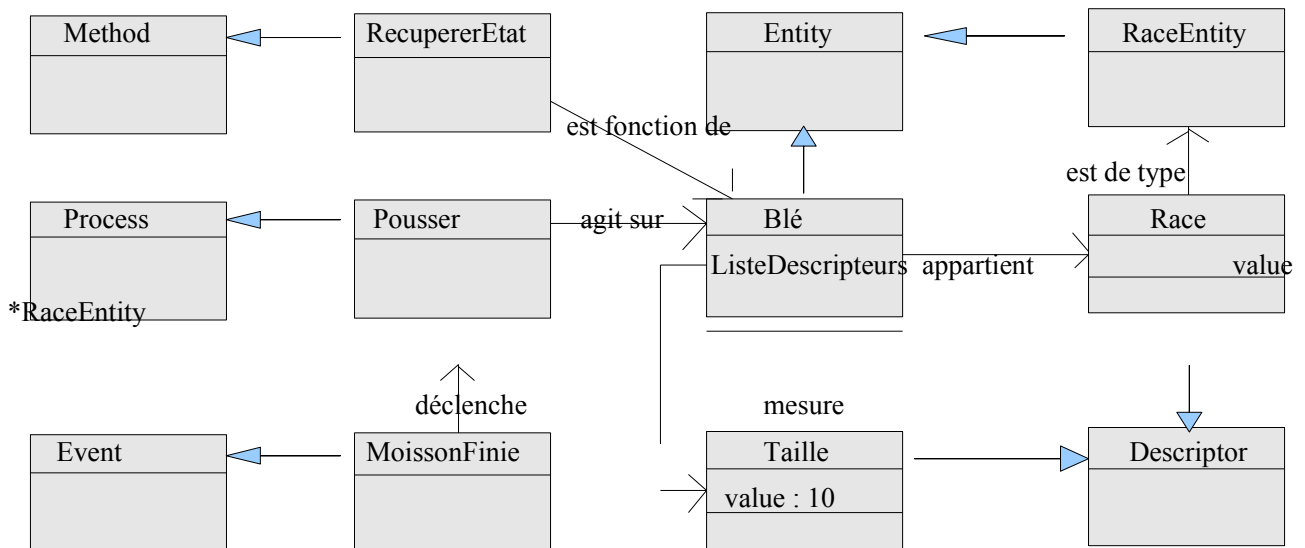 Method
RecupererEtat
Entity
RaceEntity
est fonction de
est de type
Process
Pousser
agit sur
Blé
Race
ListeDescripteurs
appartient
value
*RaceEntity
déclenche
mesure
Event
MoissonFinie
Taille
Descriptor
value : 10